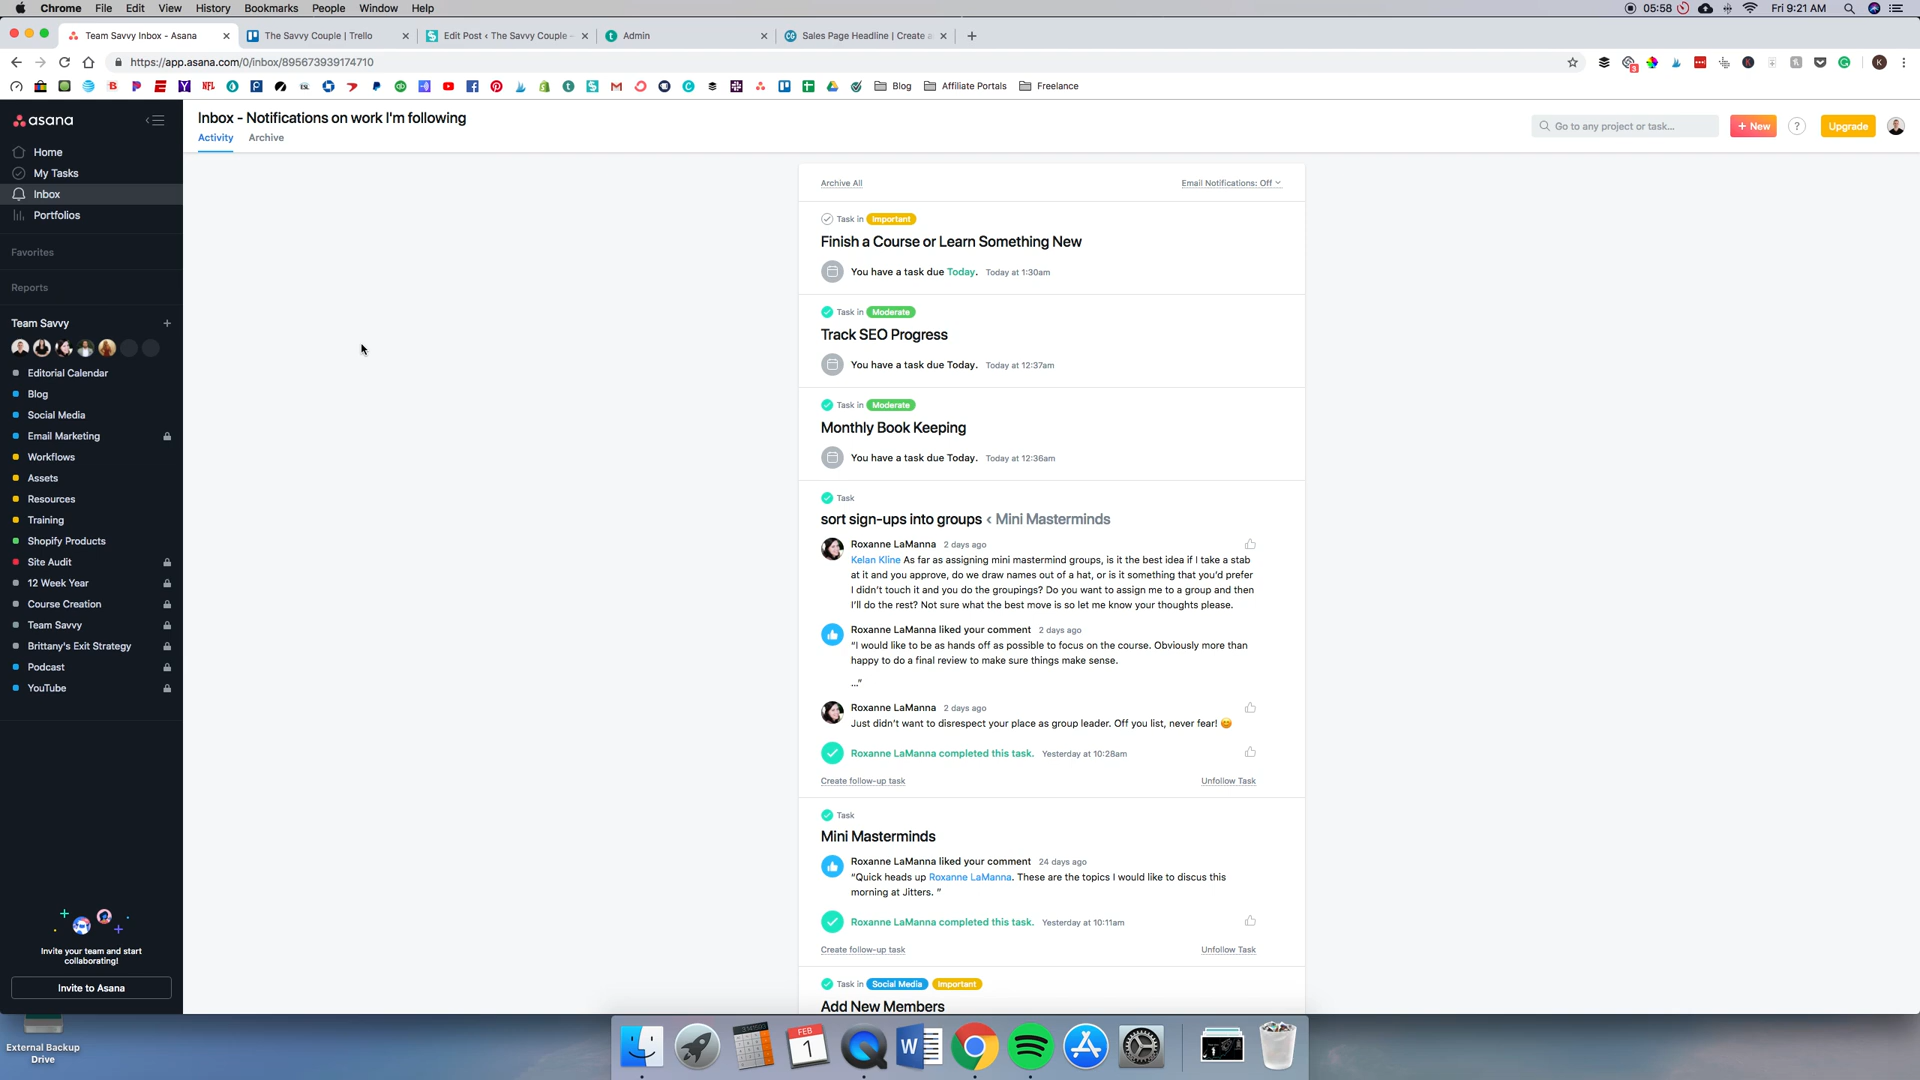 Chrome File Edit View History Bookmarks People Window Help
05:58 Fri 9:21 AM
Team Savvy Inbox - Asana
The Savvy Couple | Trello
Edit Post ‹ The Savvy Couple -
Admin
Sales Page Headline | Create a
https://app.asana.com/0/inbox/895673939174710
Blog
Affiliate Portals
Freelance
asana
Home
My Tasks
Inbox
Portfolios
Favorites
Reports
Team Savvy
Editorial Calendar
Blog
Social Media
Email Marketing
Workflows
Assets
Resources
Training
Shopify Products
Site Audit
12 Week Year
Course Creation
Team Savvy
Brittany's Exit Strategy
Podcast
YouTube
Invite your team and start
collaborating!
Invite to Asana
Inbox - Notifications on work I'm following
Activity Archive
Go to any project or task...
+ New
?
Upgrade
Archive All
Email Notifications: Off
Task in Important
Finish a Course or Learn Something New
You have a task due Today. Today at 1:30am
Task in Moderate
Track SEO Progress
You have a task due Today. Today at 12:37am
Task in Moderate
Monthly Book Keeping
You have a task due Today. Today at 12:36am
Task
sort sign-ups into groups ‹ Mini Masterminds
Roxanne LaManna 2 days ago
Kelan Kline As far as assigning mini mastermind groups, is it the best idea if I take a stab
at it and you approve, do we draw names out of a hat, or is it something that you'd prefer
I didn't touch it and you do the groupings? Do you want to assign me to a group and then
I'll do the rest? Not sure what the best move is so let me know your thoughts please.
Roxanne LaManna liked your comment 2 days ago
"I would like to be as hands off as possible to focus on the course. Obviously more than
happy to do a final review to make sure things make sense.
..."
Roxanne LaManna 2 days ago
Just didn't want to disrespect your place as group leader. Off you list, never fear! 😊
Roxanne LaManna completed this task. Yesterday at 10:28am
Create follow-up task
Unfollow Task
Task
Mini Masterminds
Roxanne LaManna liked your comment 24 days ago
"Quick heads up Roxanne LaManna. These are the topics I would like to discus this
morning at Jitters. "
Roxanne LaManna completed this task. Yesterday at 10:11am
Create follow-up task
Unfollow Task
Task in Social Media Important
Add New Members
External Backup
Drive
FEB
1